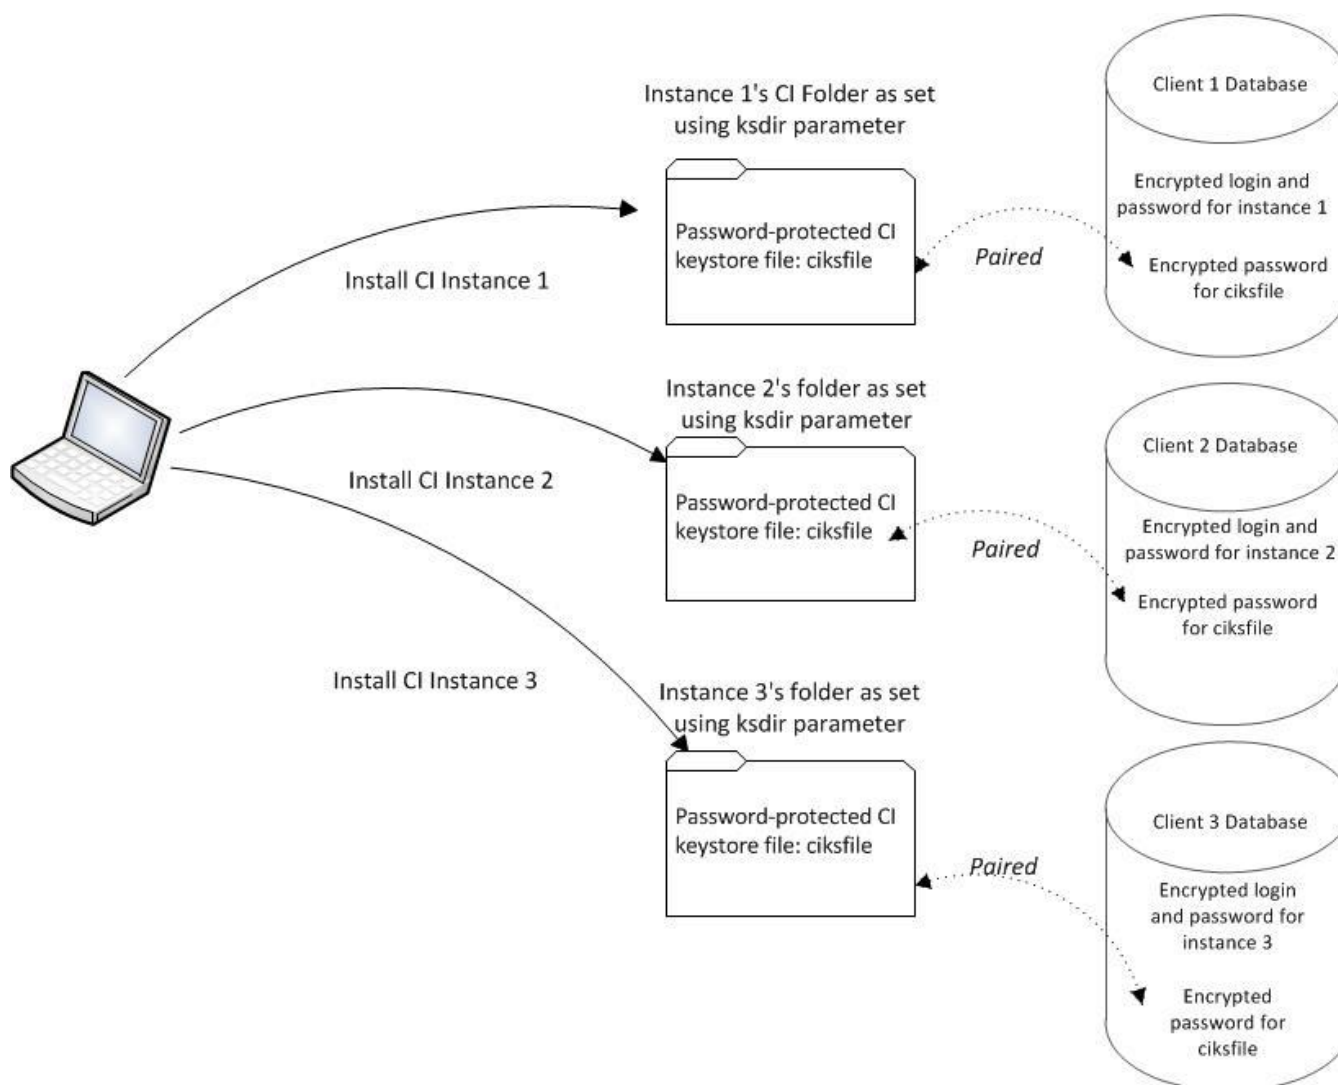 Instance 1's CI Folder as set
using ksdir parameter
Password-protected CI
keystore file: ciksfile
Install CI Instance 1
Paired
Client 1 Database
Encrypted login and
password for instance 1
Encrypted password
for ciksfile
Instance 2's folder as set
using ksdir parameter
Password-protected CI
keystore file: ciksfile
Install CI Instance 2
Paired
Client 2 Database
Encrypted login and
password for instance 2
Encrypted password
for ciksfile
Install CI Instance 3
Instance 3's folder as set
using ksdir parameter
Password-protected CI
keystore file: ciksfile
Paired
Client 3 Database
Encrypted login
and password for
instance 3
Encrypted
password for
ciksfile